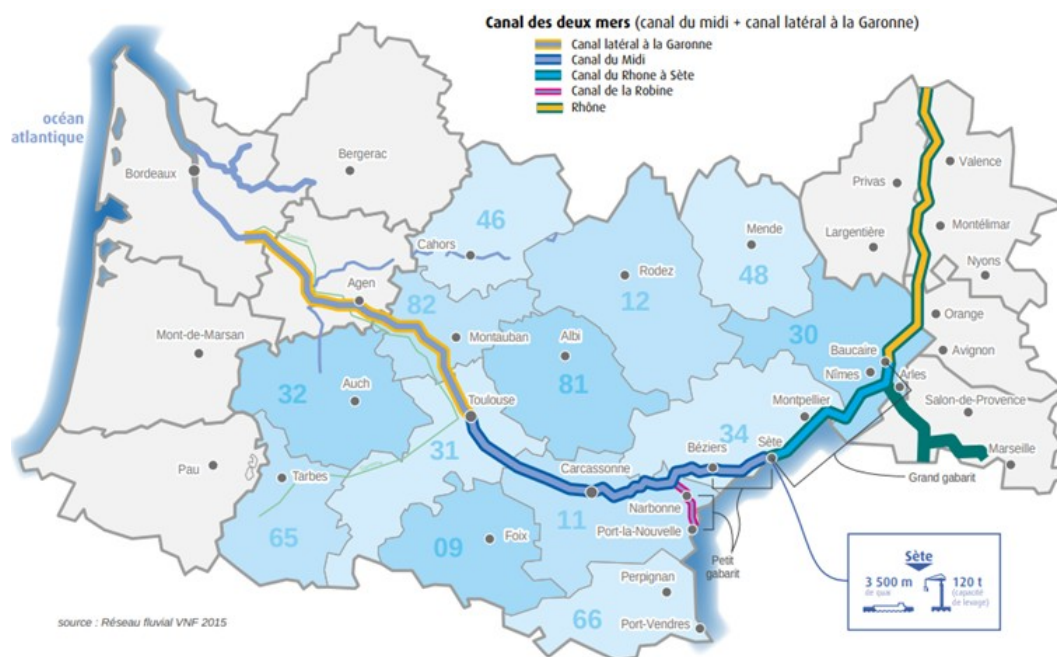 Canal des deux mers (canal du midi + canal latéral à la Garonne)
Canal latéral à la Garonne
Canal du Midi
Canal du Rhone à Sète
Canal de la Robine
Rhône
océan
atlantique
Bordeaux
Bergerac
Privas
Valence
Largentière
Montélimar
Nyons
46
Cahors
Mende
48
Rodez
12
Agen
82
Montauban
Mont-de-Marsan
Albi
81
30
Orange
Baucaire
Avignon
Nîmes
Arles
32
Auch
Toulouse
Montpellier
Salon-de-Provence
34
Marseille
31
Béziers
Sète
Pau
Tarbes
Carcassonne
Grand gabarit
Narbonne
65
09
Foix
11
Port-la-Nouvelle
Petit
gabarit
Perpignan
66
Port-Vendres
Sète
3 500 m
de quai
120 t
(capacité
de levage)
source : Réseau fluvial VNF 2015